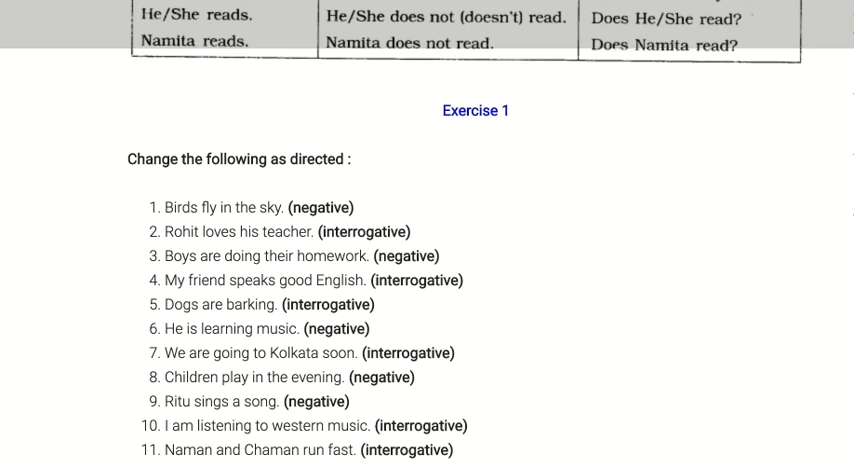 He/She reads. He/She does not (doesn't) read. Does He/She read?
Namita reads. Namita does not read. Does Namita read?
Exercise 1
Change the following as directed :
1. Birds fly in the sky. (negative)
2. Rohit loves his teacher. (interrogative)
3. Boys are doing their homework. (negative)
4. My friend speaks good English. (interrogative)
5. Dogs are barking. (interrogative)
6. He is learning music. (negative)
7. We are going to Kolkata soon. (interrogative)
8. Children play in the evening. (negative)
9. Ritu sings a song. (negative)
10. I am listening to western music. (interrogative)
11. Naman and Chaman run fast. (interrogative)